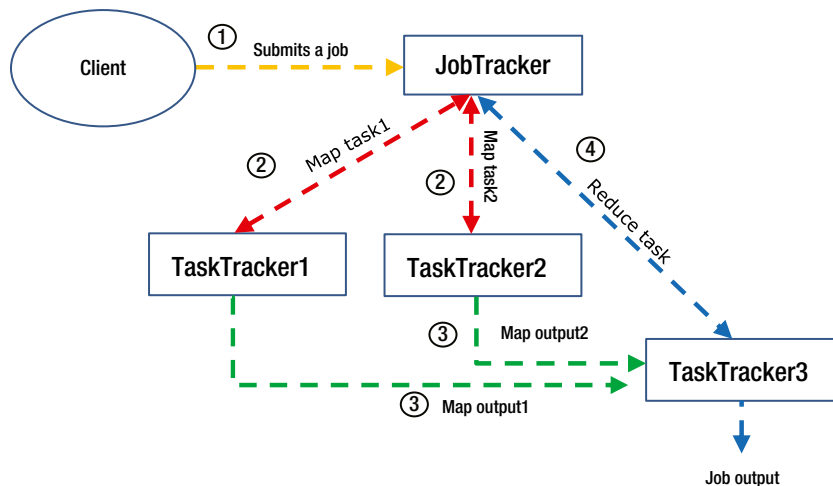 1
Submits a job
Client
JobTracker
2
Map task1
2
Map task2
4
Reduce task
TaskTracker1
TaskTracker2
3
Map output2
TaskTracker3
3
Map output1
Job output